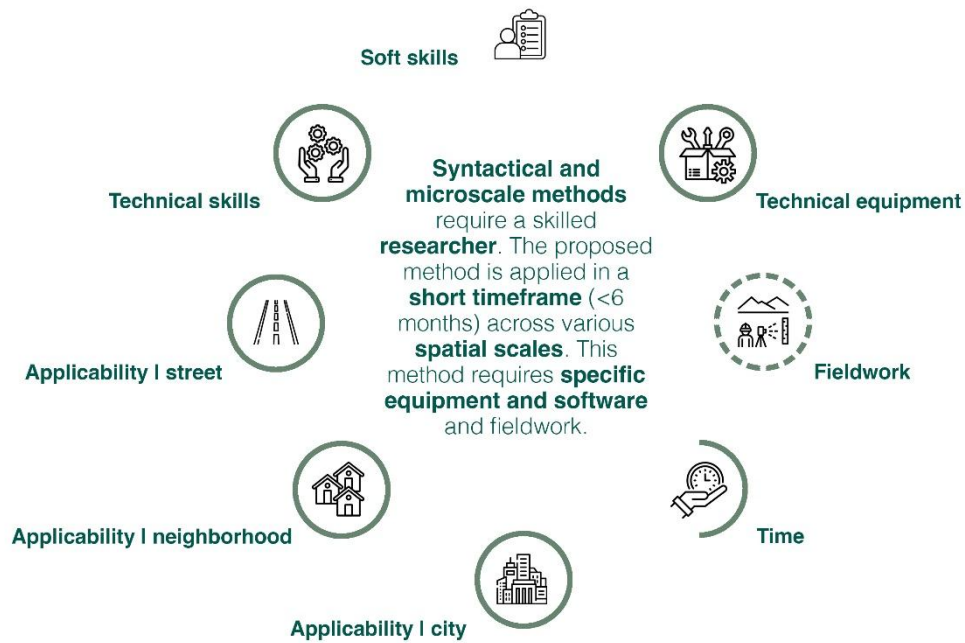 Soft skills
Technical skills
Technical equipment
Syntactical and
microscale methods
require a skilled
researcher. The proposed
method is applied in a
short timeframe (<6
months) across various
spatial scales. This
method requires specific
equipment and software
and fieldwork.
Applicability | street
Fieldwork
Applicability | neighborhood
Time
Applicability | city